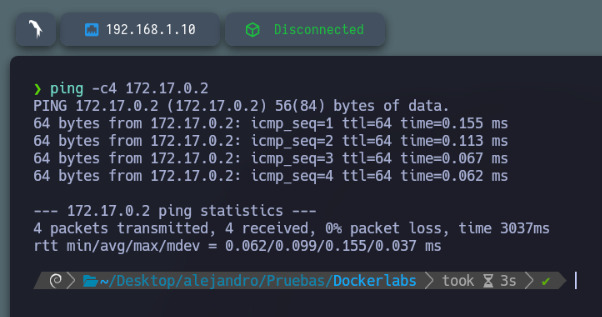 192.168.1.10 Disconnected
❯ ping -c4 172.17.0.2
PING 172.17.0.2 (172.17.0.2) 56(84) bytes of data.
64 bytes from 172.17.0.2: icmp_seq=1 ttl=64 time=0.155 ms
64 bytes from 172.17.0.2: icmp_seq=2 ttl=64 time=0.113 ms
64 bytes from 172.17.0.2: icmp_seq=3 ttl=64 time=0.067 ms
64 bytes from 172.17.0.2: icmp_seq=4 ttl=64 time=0.062 ms
--- 172.17.0.2 ping statistics ---
4 packets transmitted, 4 received, 0% packet loss, time 3037ms
rtt min/avg/max/mdev = 0.062/0.099/0.155/0.037 ms
~/Desktop/alejandro/Pruebas/Dockerlabs took 3s ✔